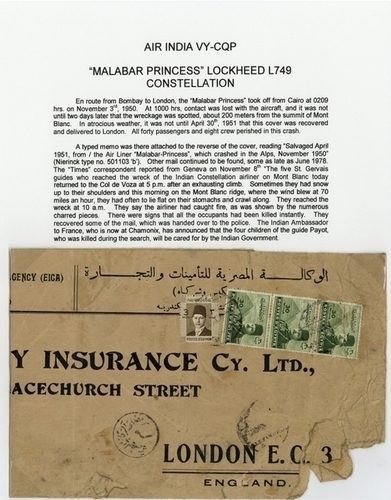 AIR INDIA VY-CQP
“MALABAR PRINCESS” LOCKHEED L749
CONSTELLATION
En route from Bombay to London, the “Malabar Princess” took off from Cairo at 0209
hrs. on November 3rd, 1950. At 1000 hrs, contact was lost with the aircraft, and it was not
until two days later that the wreckage was spotted, about 200 meters from the summit of Mont
Blanc. In atrocious weather, it was not until April 30th, 1951 that this cover was recovered
and delivered to London. All forty passengers and eight crew perished in this crash.
A typed memo was there attached to the reverse of the cover, reading “Salvaged April
1951, from / the Air Liner “Malabar-Princess”, which crashed in the Alps, November 1950”
(Nierinck type no. 501103 ‘b’). Other mail continued to be found, some as late as June 1978.
The “Times” correspondent reported from Geneva on November 8th “The five St. Gervais
guides who reached the wreck of the Indian Constellation airliner on Mont Blanc today
returned to the Col de Voza at 5 p.m. after an exhausting climb. Sometimes they had snow
up to their shoulders and this morning on the Mont Blanc ridge, where the wind blew at 70
miles an hour, they had often to lie flat on their stomachs and crawl along. They reached the
wreck at 10 a.m. They say the airliner had caught fire, as was shown by the numerous
charred pieces. There were signs that all the occupants had been killed instantly. They
recovered some of the mail, which was handed over to the police. The Indian Ambassador
to France, who is now at Chamonix, has announced that the four children of the guide Payot,
who was killed during the search, will be cared for by the Indian Government.
GENCY (EIGA)
الوكالة المصرية للتأمينات والتجارة
Y INSURANCE CY. LTD.,
ACECHURCH STREET
LONDON E.C. 3
ENGLAND.